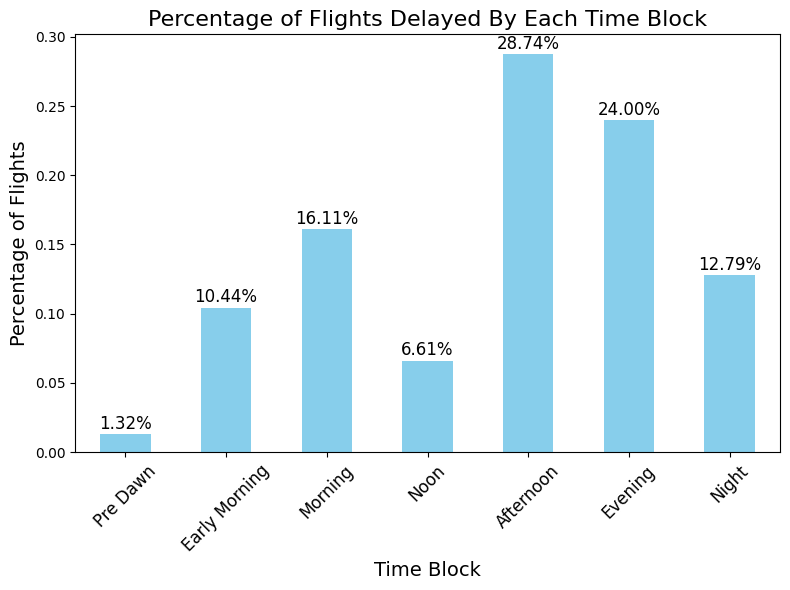 Percentage of Flights Delayed By Each Time Block
Percentage of Flights
0.30
0.25
0.20
0.15
0.10
0.05
0.00
1.32%
10.44%
16.11%
6.61%
28.74%
24.00%
12.79%
Pre Dawn
Early Morning
Morning
Noon
Afternoon
Evening
Night
Time Block